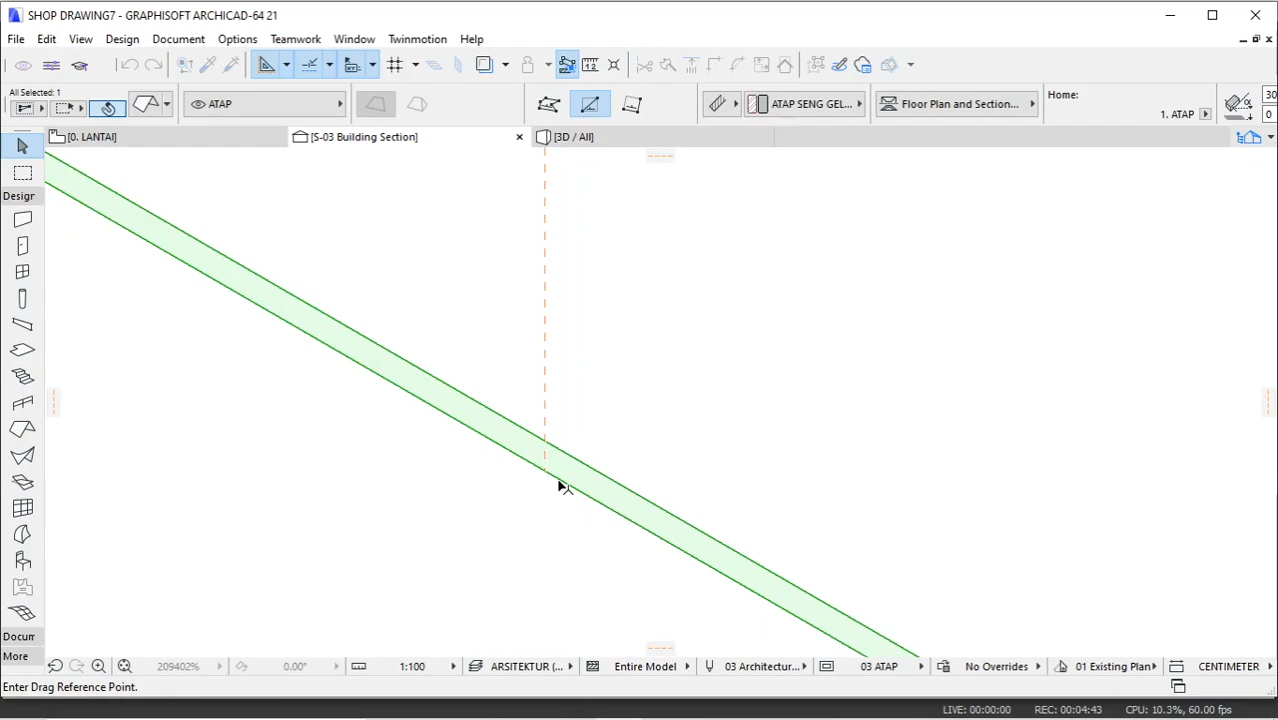 SHOP DRAWING7 - GRAPHISOFT ARCHICAD-64 21
File Edit View Design Document Options Teamwork Window Twinmotion Help
All Selected: 1
ATAP
ATAP SENG GEL...
Floor Plan and Section...
Home:
1. ATAP
30
0
[0. LANTAI]
[S-03 Building Section]
[3D / All]
Design
Docum
More
209402%
0.00°
1:100
ARSITEKTUR (...
Entire Model
03 Architectur...
03 ATAP
No Overrides
01 Existing Plan
CENTIMETER
Enter Drag Reference Point.
LIVE: 00:00:00 REC: 00:04:43 CPU: 10.3%, 60.00 fps